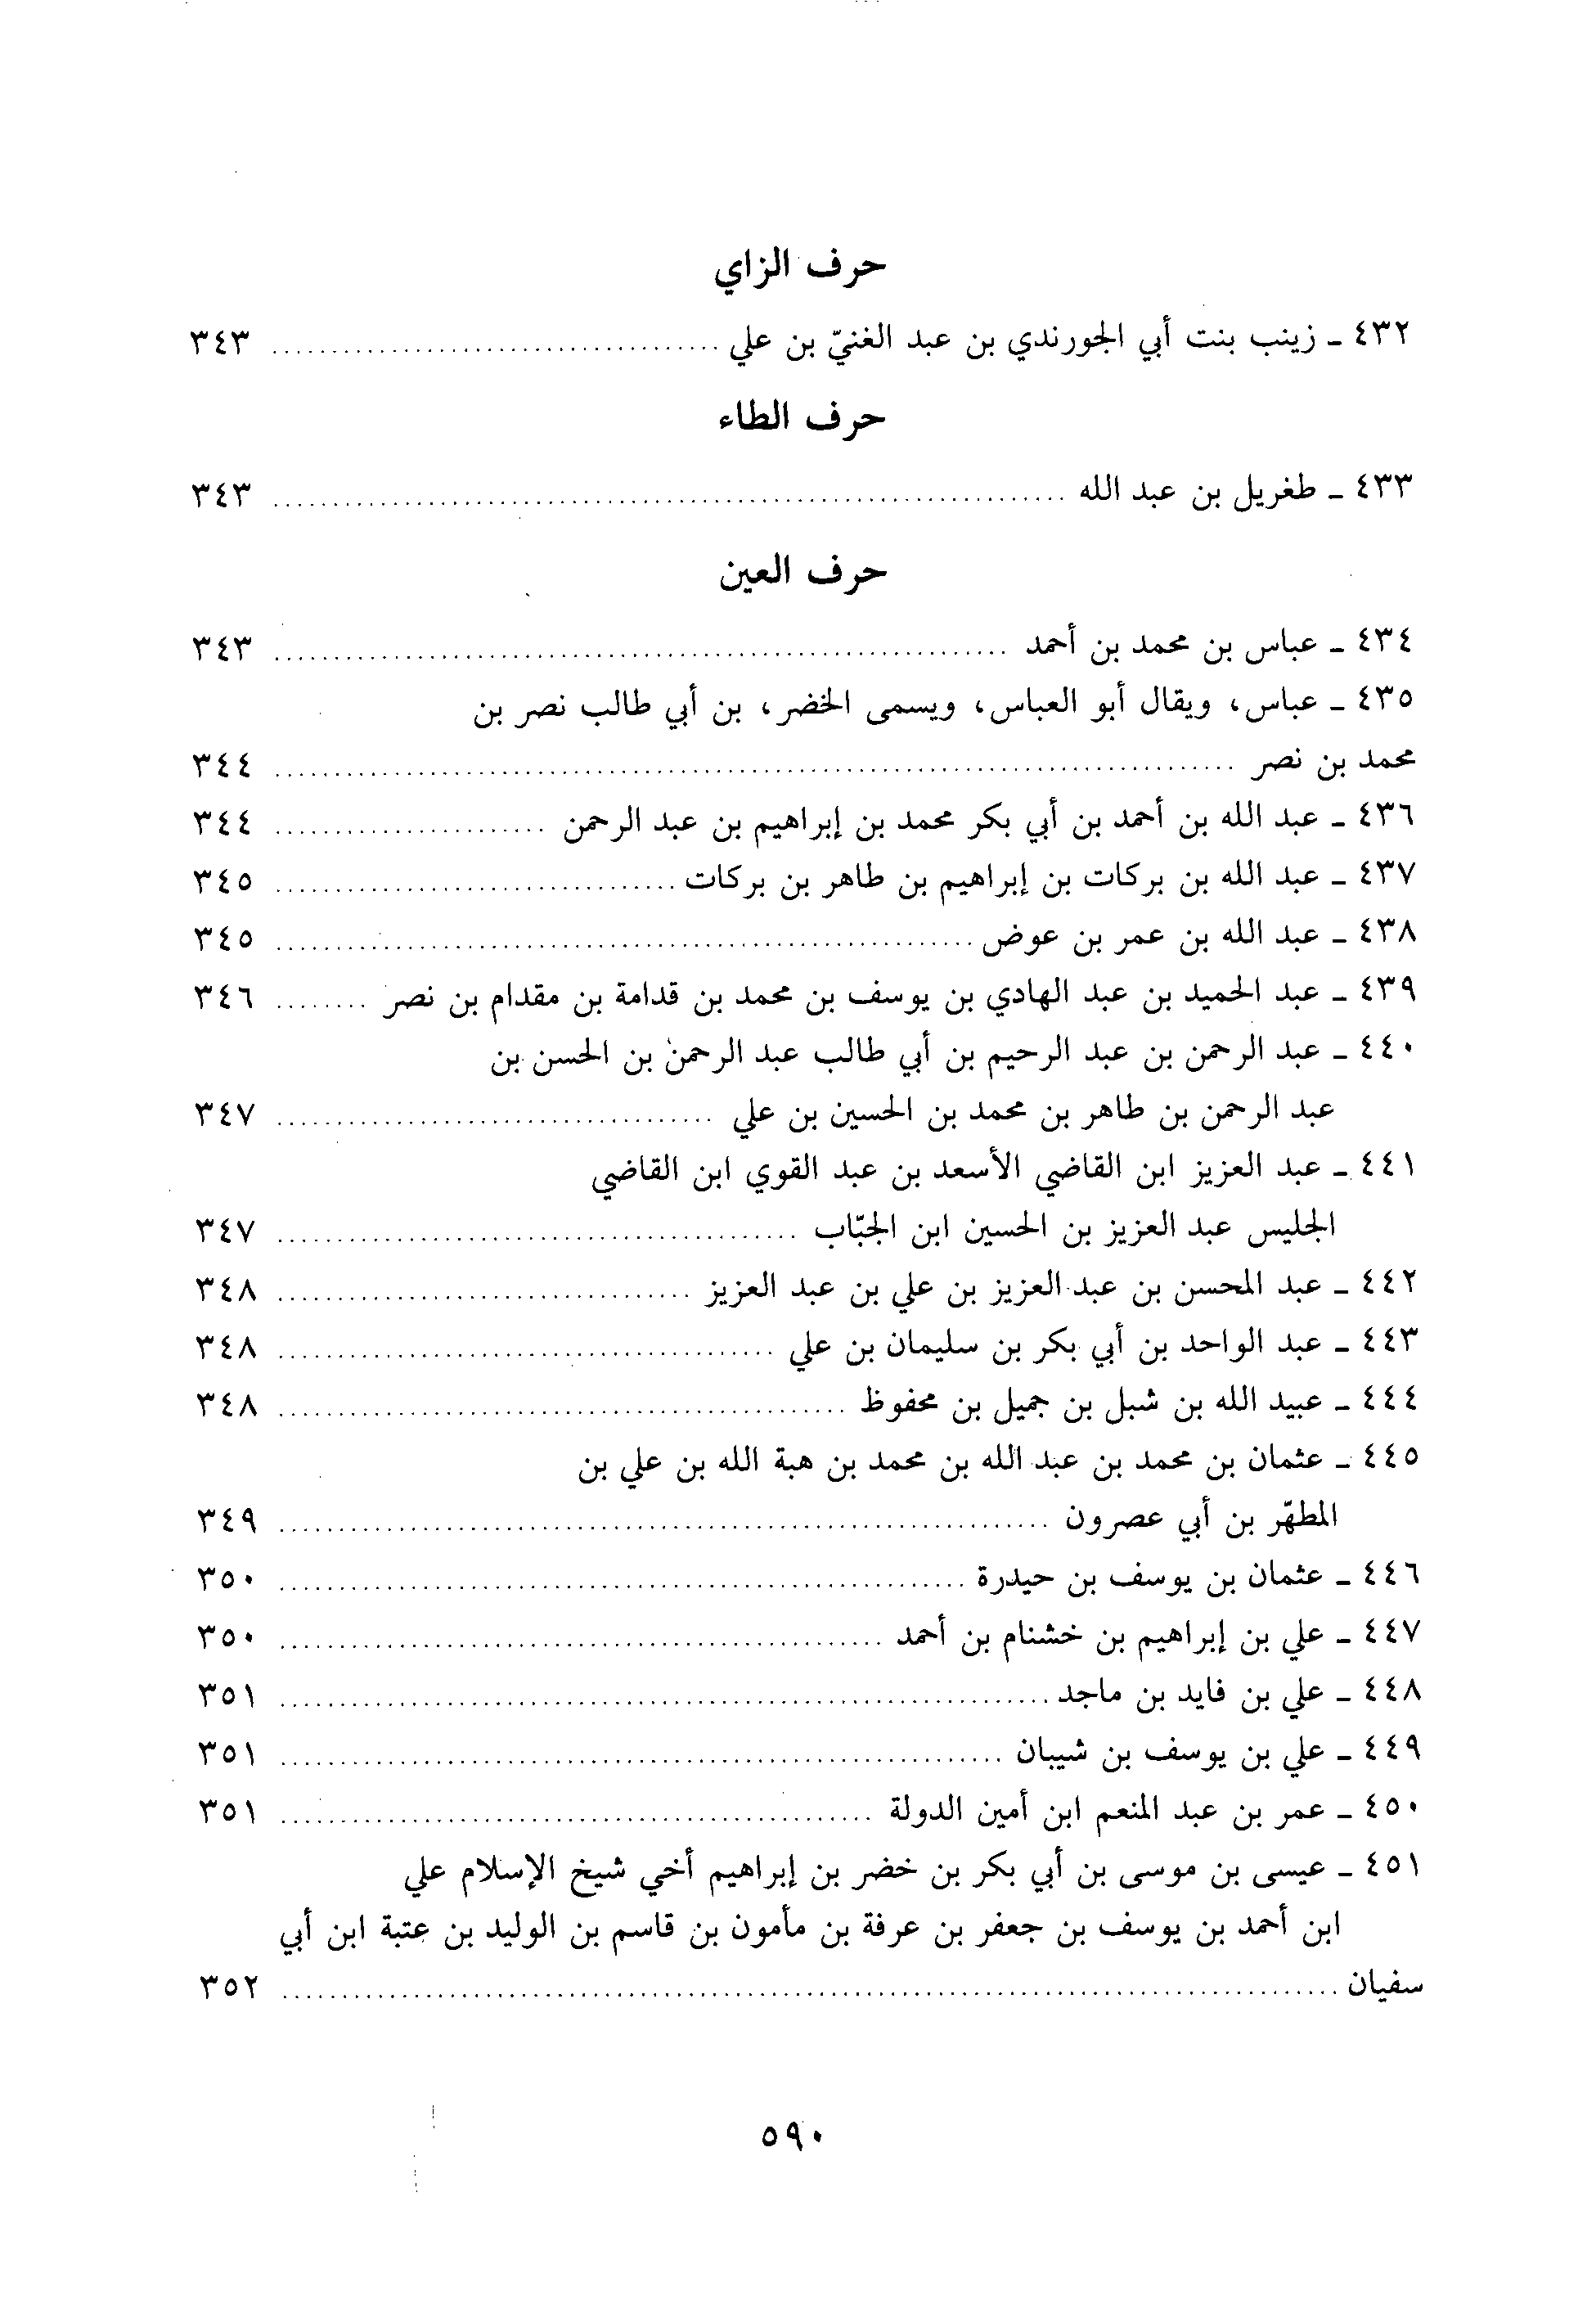 حرف الزاي
٤٣٢ ـ زينب بنت أبي الجورندي بن عبد الغنيّ بن علي ................ ٣٤٣
حرف الطاء
٤٣٣ ـ طغريل بن عبد الله ................ ٣٤٣
حرف العين
٤٣٤ ـ عباس بن محمد بن أحمد ................ ٣٤٣
٤٣٥ ـ عباس، ويقال أبو العباس، ويسمى الخضر، بن أبي طالب نصر بن
محمد بن نصر ................ ٣٤٤
٤٣٦ ـ عبد الله بن أحمد بن أبي بكر محمد بن إبراهيم بن عبد الرحمن ................ ٣٤٤
٤٣٧ ـ عبد الله بن بركات بن إبراهيم بن طاهر بن بركات ................ ٣٤٥
٤٣٨ ـ عبد الله بن عمر بن عوض ................ ٣٤٥
٤٣٩ ـ عبد الحميد بن عبد الهادي بن يوسف بن محمد بن قدامة بن مقدام بن نصر ........ ٣٤٦
٤٤٠ ـ عبد الرحمن بن عبد الرحيم بن أبي طالب عبد الرحمن بن الحسن بن
عبد الرحمن بن طاهر بن محمد بن الحسين بن علي ................ ٣٤٧
٤٤١ ـ عبد العزيز ابن القاضي الأسعد بن عبد القوي ابن القاضي
الجليس عبد العزيز بن الحسين ابن الجبّاب ................ ٣٤٧
٤٤٢ ـ عبد المحسن بن عبد العزيز بن علي بن عبد العزيز ................ ٣٤٨
٤٤٣ ـ عبد الواحد بن أبي بكر بن سليمان بن علي ................ ٣٤٨
٤٤٤ ـ عبيد الله بن شبل بن جميل بن محفوظ ................ ٣٤٨
٤٤٥ ـ عثمان بن محمد بن عبد الله بن محمد بن هبة الله بن علي بن
المطهّر بن أبي عصرون ................ ٣٤٩
٤٤٦ ـ عثمان بن يوسف بن حيدرة ................ ٣٥٠
٤٤٧ ـ علي بن إبراهيم بن خشنام بن أحمد ................ ٣٥٠
٤٤٨ ـ علي بن فايد بن ماجد ................ ٣٥١
٤٤٩ ـ علي بن يوسف بن شيبان ................ ٣٥١
٤٥٠ ـ عمر بن عبد المنعم ابن أمين الدولة ................ ٣٥١
٤٥١ ـ عيسى بن موسى بن أبي بكر بن خضر بن إبراهيم أخي شيخ الإسلام علي
ابن أحمد بن يوسف بن جعفر بن عرفة بن مأمون بن قاسم بن الوليد بن عتبة ابن أبي
سفيان ................ ٣٥٢
٥٩٠